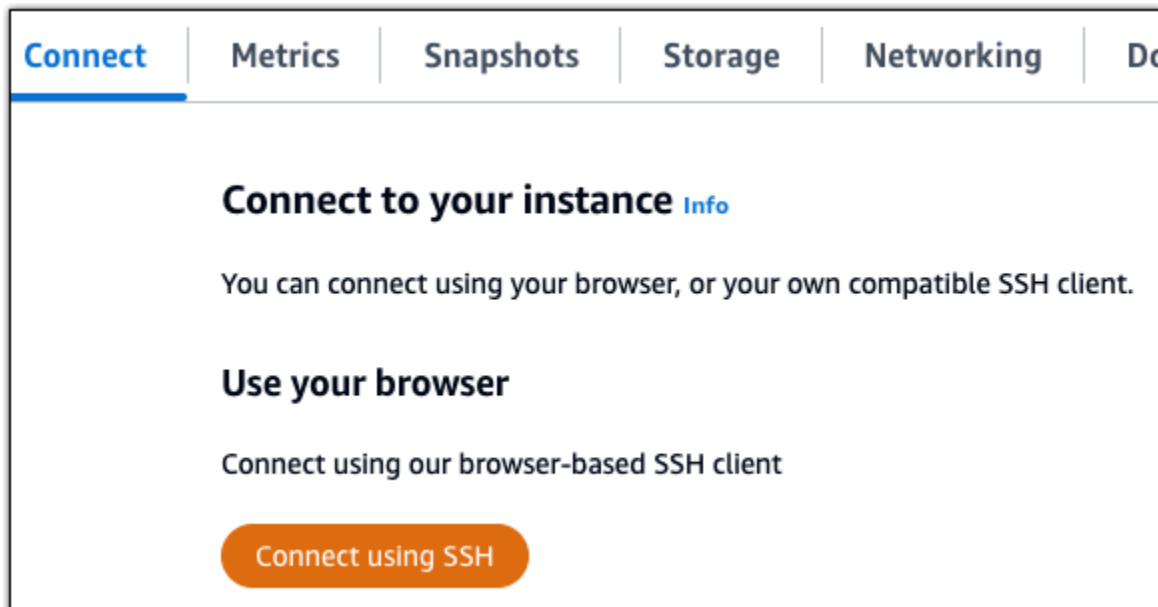 Connect Metrics Snapshots Storage Networking
Connect to your instance Info
You can connect using your browser, or your own compatible SSH client.
Use your browser
Connect using our browser-based SSH client
Connect using SSH